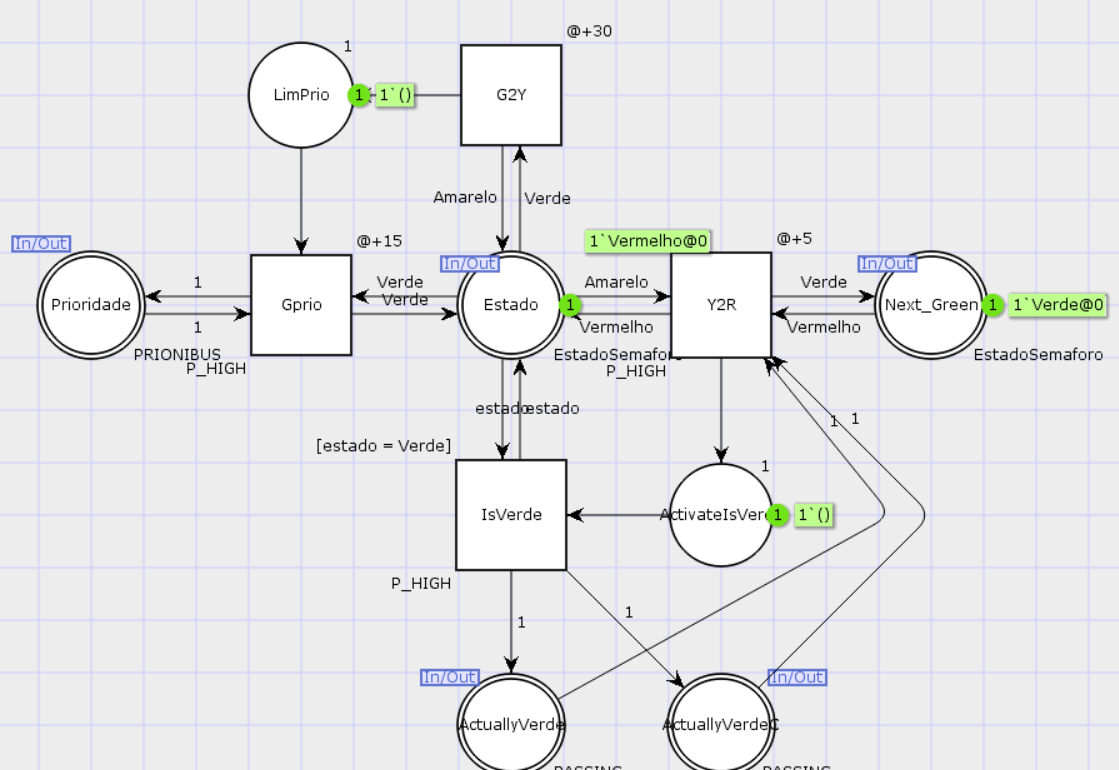 @+30
1
LimPrio
1
1`()
G2Y
Amarelo
Verde
In/Out
@+15
1`Vermelho@0
@+5
In/Out
In/Out
Prioridade
1
1
Gprio
Verde
Verde
Estado
1
Amarelo
Vermelho
Y2R
Verde
Vermelho
Next_Green
1
1`Verde@0
PRIONIBUS
P_HIGH
EstadoSemaforo
P_HIGH
EstadoSemaforo
estado
estado
1
1
[estado = Verde]
1
IsVerde
1
1`()
P_HIGH
1
1
In/Out
In/Out
ActuallyVerde
ActuallyVerdeC
PASSING
PASSING